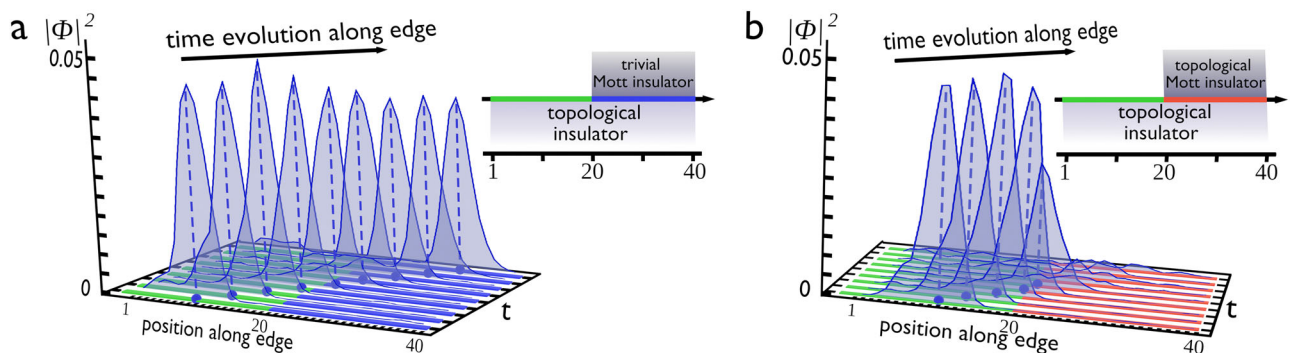 a
|Φ|²
0.05
0
time evolution along edge
1
20
40
position along edge
t
trivial
Mott insulator
topological
insulator
1
20
40
b
|Φ|²
0.05
0
time evolution along edge
1
20
40
position along edge
t
topological
Mott insulator
topological
insulator
1
20
40